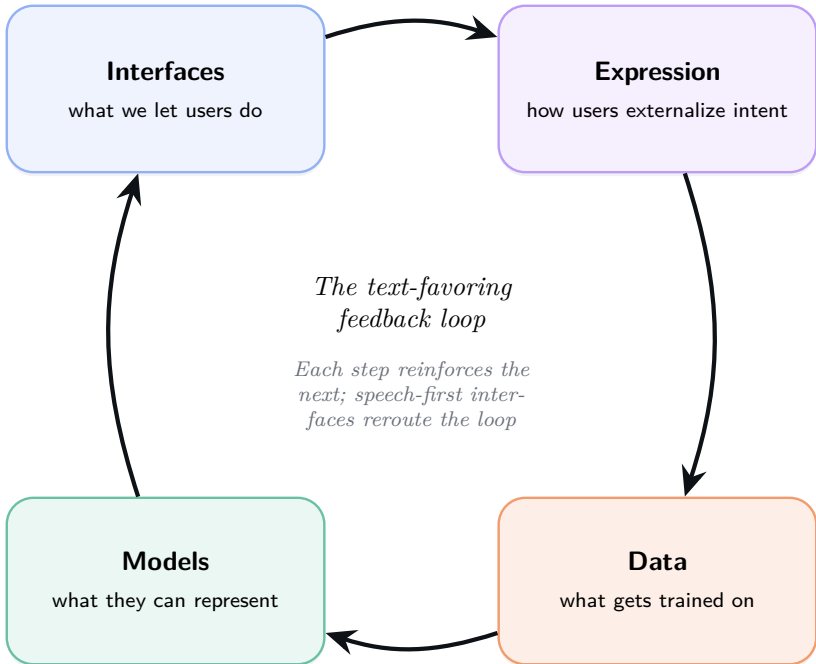 Interfaces
what we let users do
Expression
how users externalize intent
The text-favoring
feedback loop
Each step reinforces the
next; speech-first inter-
faces reroute the loop
Models
what they can represent
Data
what gets trained on